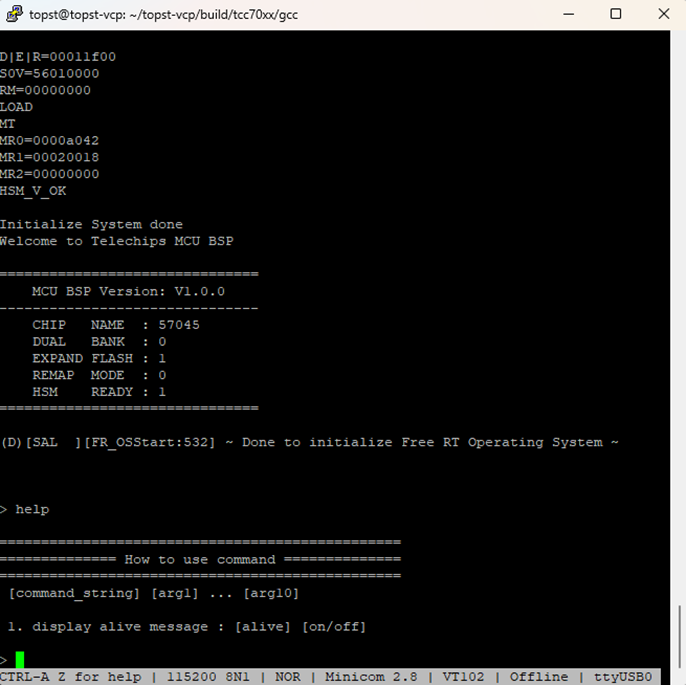 topst@topst-vcp: ~/topst-vcp/build/tcc70xx/gcc
D|E|R=00011f00
S0V=56010000
RM=00000000
LOAD
MT
MR0=0000a042
MR1=00020018
MR2=00000000
HSM_V_OK
Initialize System done
Welcome to Telechips MCU BSP
===============================
MCU BSP Version: V1.0.0
-------------------------------
CHIP   NAME  : 57045
DUAL   BANK  : 0
EXPAND FLASH : 1
REMAP  MODE  : 0
HSM    READY : 1
===============================
(D)[SAL  ][FR_OSStart:532] ~ Done to initialize Free RT Operating System ~
> help
================================================
============== How to use command ==============
================================================
[command_string] [arg1] ... [arg10]
1. display alive message : [alive] [on/off]
>
CTRL-A Z for help | 115200 8N1 | NOR | Minicom 2.8 | VT102 | Offline | ttyUSB0